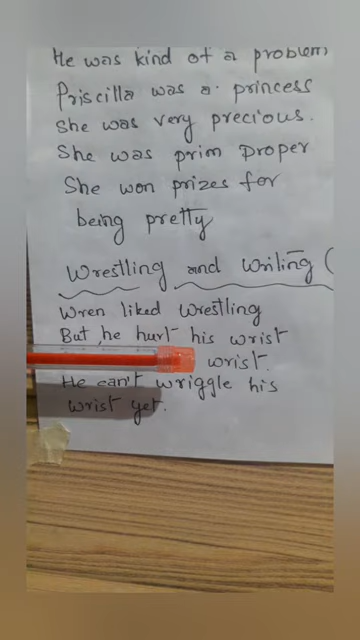 He was kind of a problem
Priscilla was a princess
She was very precious.
She was prim Proper
She won prizes for
being pretty
Wrestling and Writing (
Wren liked wrestling
But he hurt his wrist
wrist.
He can't wriggle his
wrist yet.